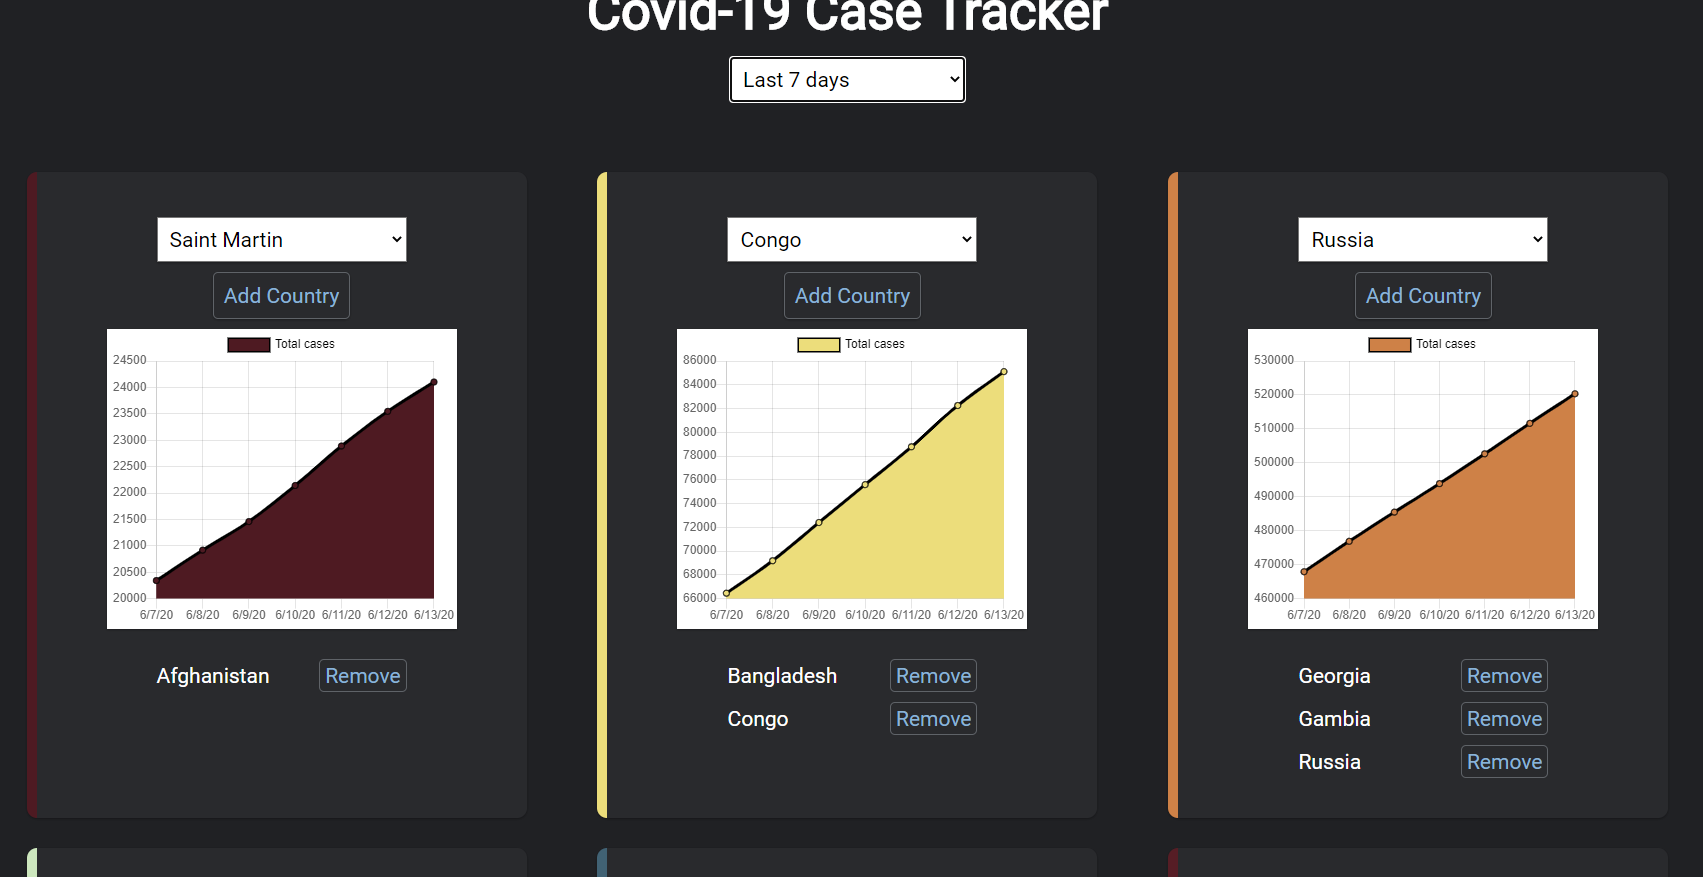 Covid-19 Case Tracker
Last 7 days
Saint Martin
Add Country
Total cases
24500
24000
23500
23000
22500
22000
21500
21000
20500
20000
6/7/20 6/8/20 6/9/20 6/10/20 6/11/20 6/12/20 6/13/20
Afghanistan Remove
Congo
Add Country
Total cases
86000
84000
82000
80000
78000
76000
74000
72000
70000
68000
66000
6/7/20 6/8/20 6/9/20 6/10/20 6/11/20 6/12/20 6/13/20
Bangladesh Remove
Congo Remove
Russia
Add Country
Total cases
530000
520000
510000
500000
490000
480000
470000
460000
6/7/20 6/8/20 6/9/20 6/10/20 6/11/20 6/12/20 6/13/20
Georgia Remove
Gambia Remove
Russia Remove